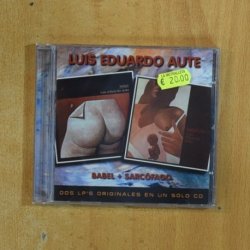 LUIS EDUARDO AUTE
€ 20.00
BABEL + SARCÓFAGO
DOS LP'S ORIGINALES EN UN SOLO CD